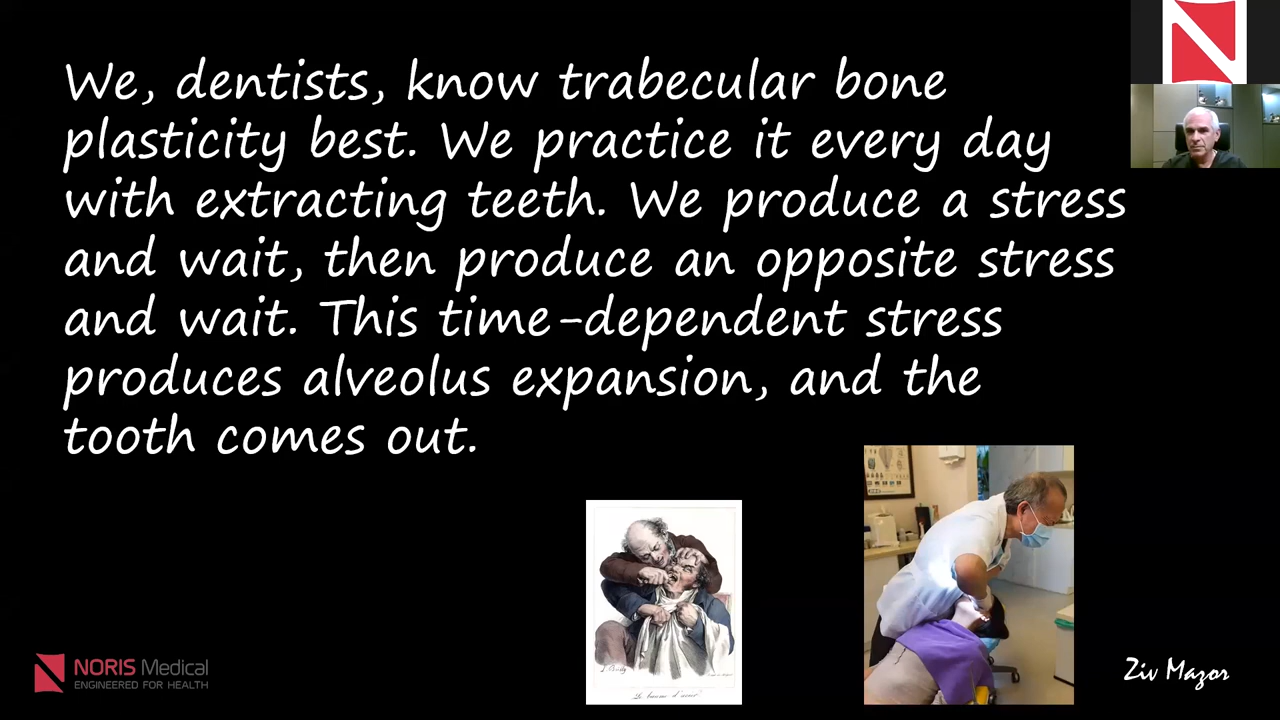 We, dentists, know trabecular bone
plasticity best. We practice it every day
with extracting teeth. We produce a stress
and wait, then produce an opposite stress
and wait. This time-dependent stress
produces alveolus expansion, and the
tooth comes out.
NORIS Medical
ENGINEERED FOR HEALTH
Ziv Mazor